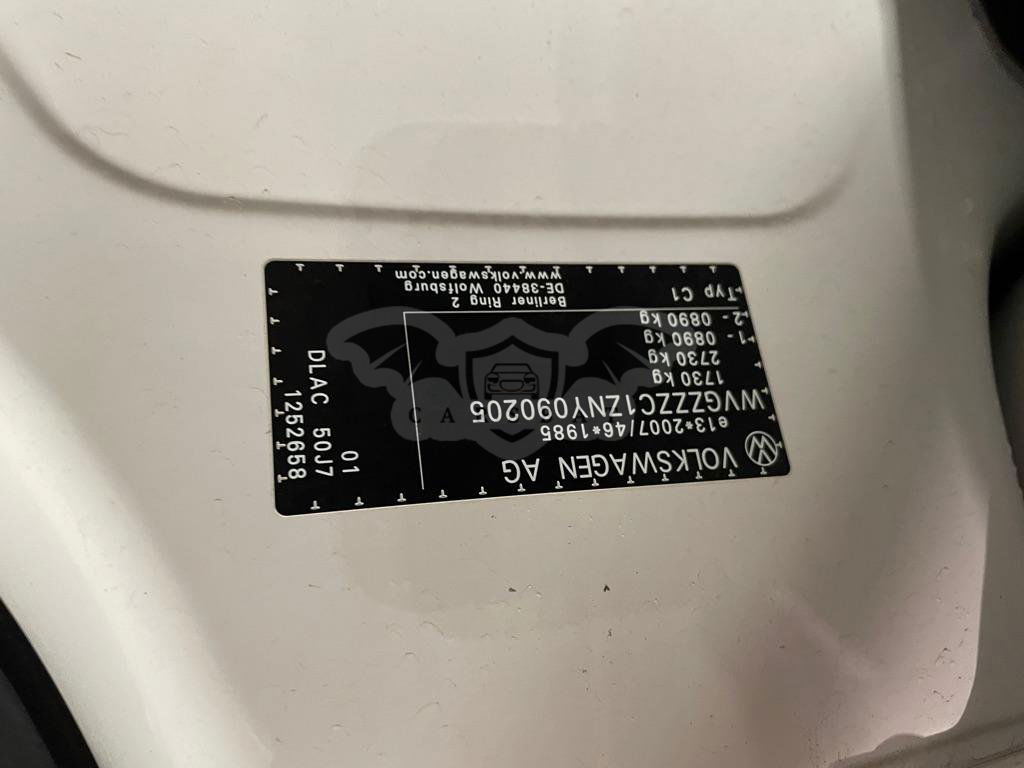 VOLKSWAGEN AG
e13*2007/46*1985
WVGZZZC1ZNY090205
1730 kg
2730 kg
1- 0890 kg
2- 0890 kg
Typ C1
Berliner Ring 2
DE-38440 Wolfsburg
www.volkswagen.com
01
DLAC 50J7
1252658